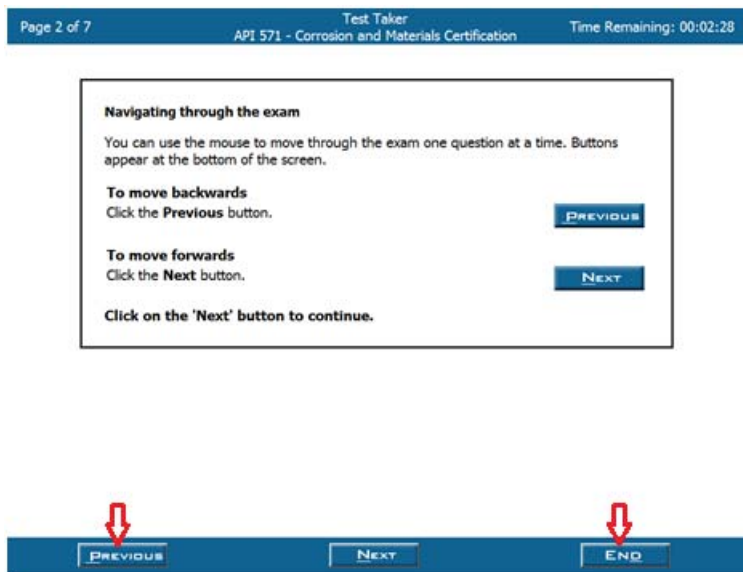 Page 2 of 7
Test Taker
API 571 - Corrosion and Materials Certification
Time Remaining: 00:02:28
Navigating through the exam
You can use the mouse to move through the exam one question at a time. Buttons
appear at the bottom of the screen.
To move backwards
Click the Previous button.
PREVIOUS
To move forwards
Click the Next button.
NEXT
Click on the 'Next' button to continue.
PREVIOUS
NEXT
END